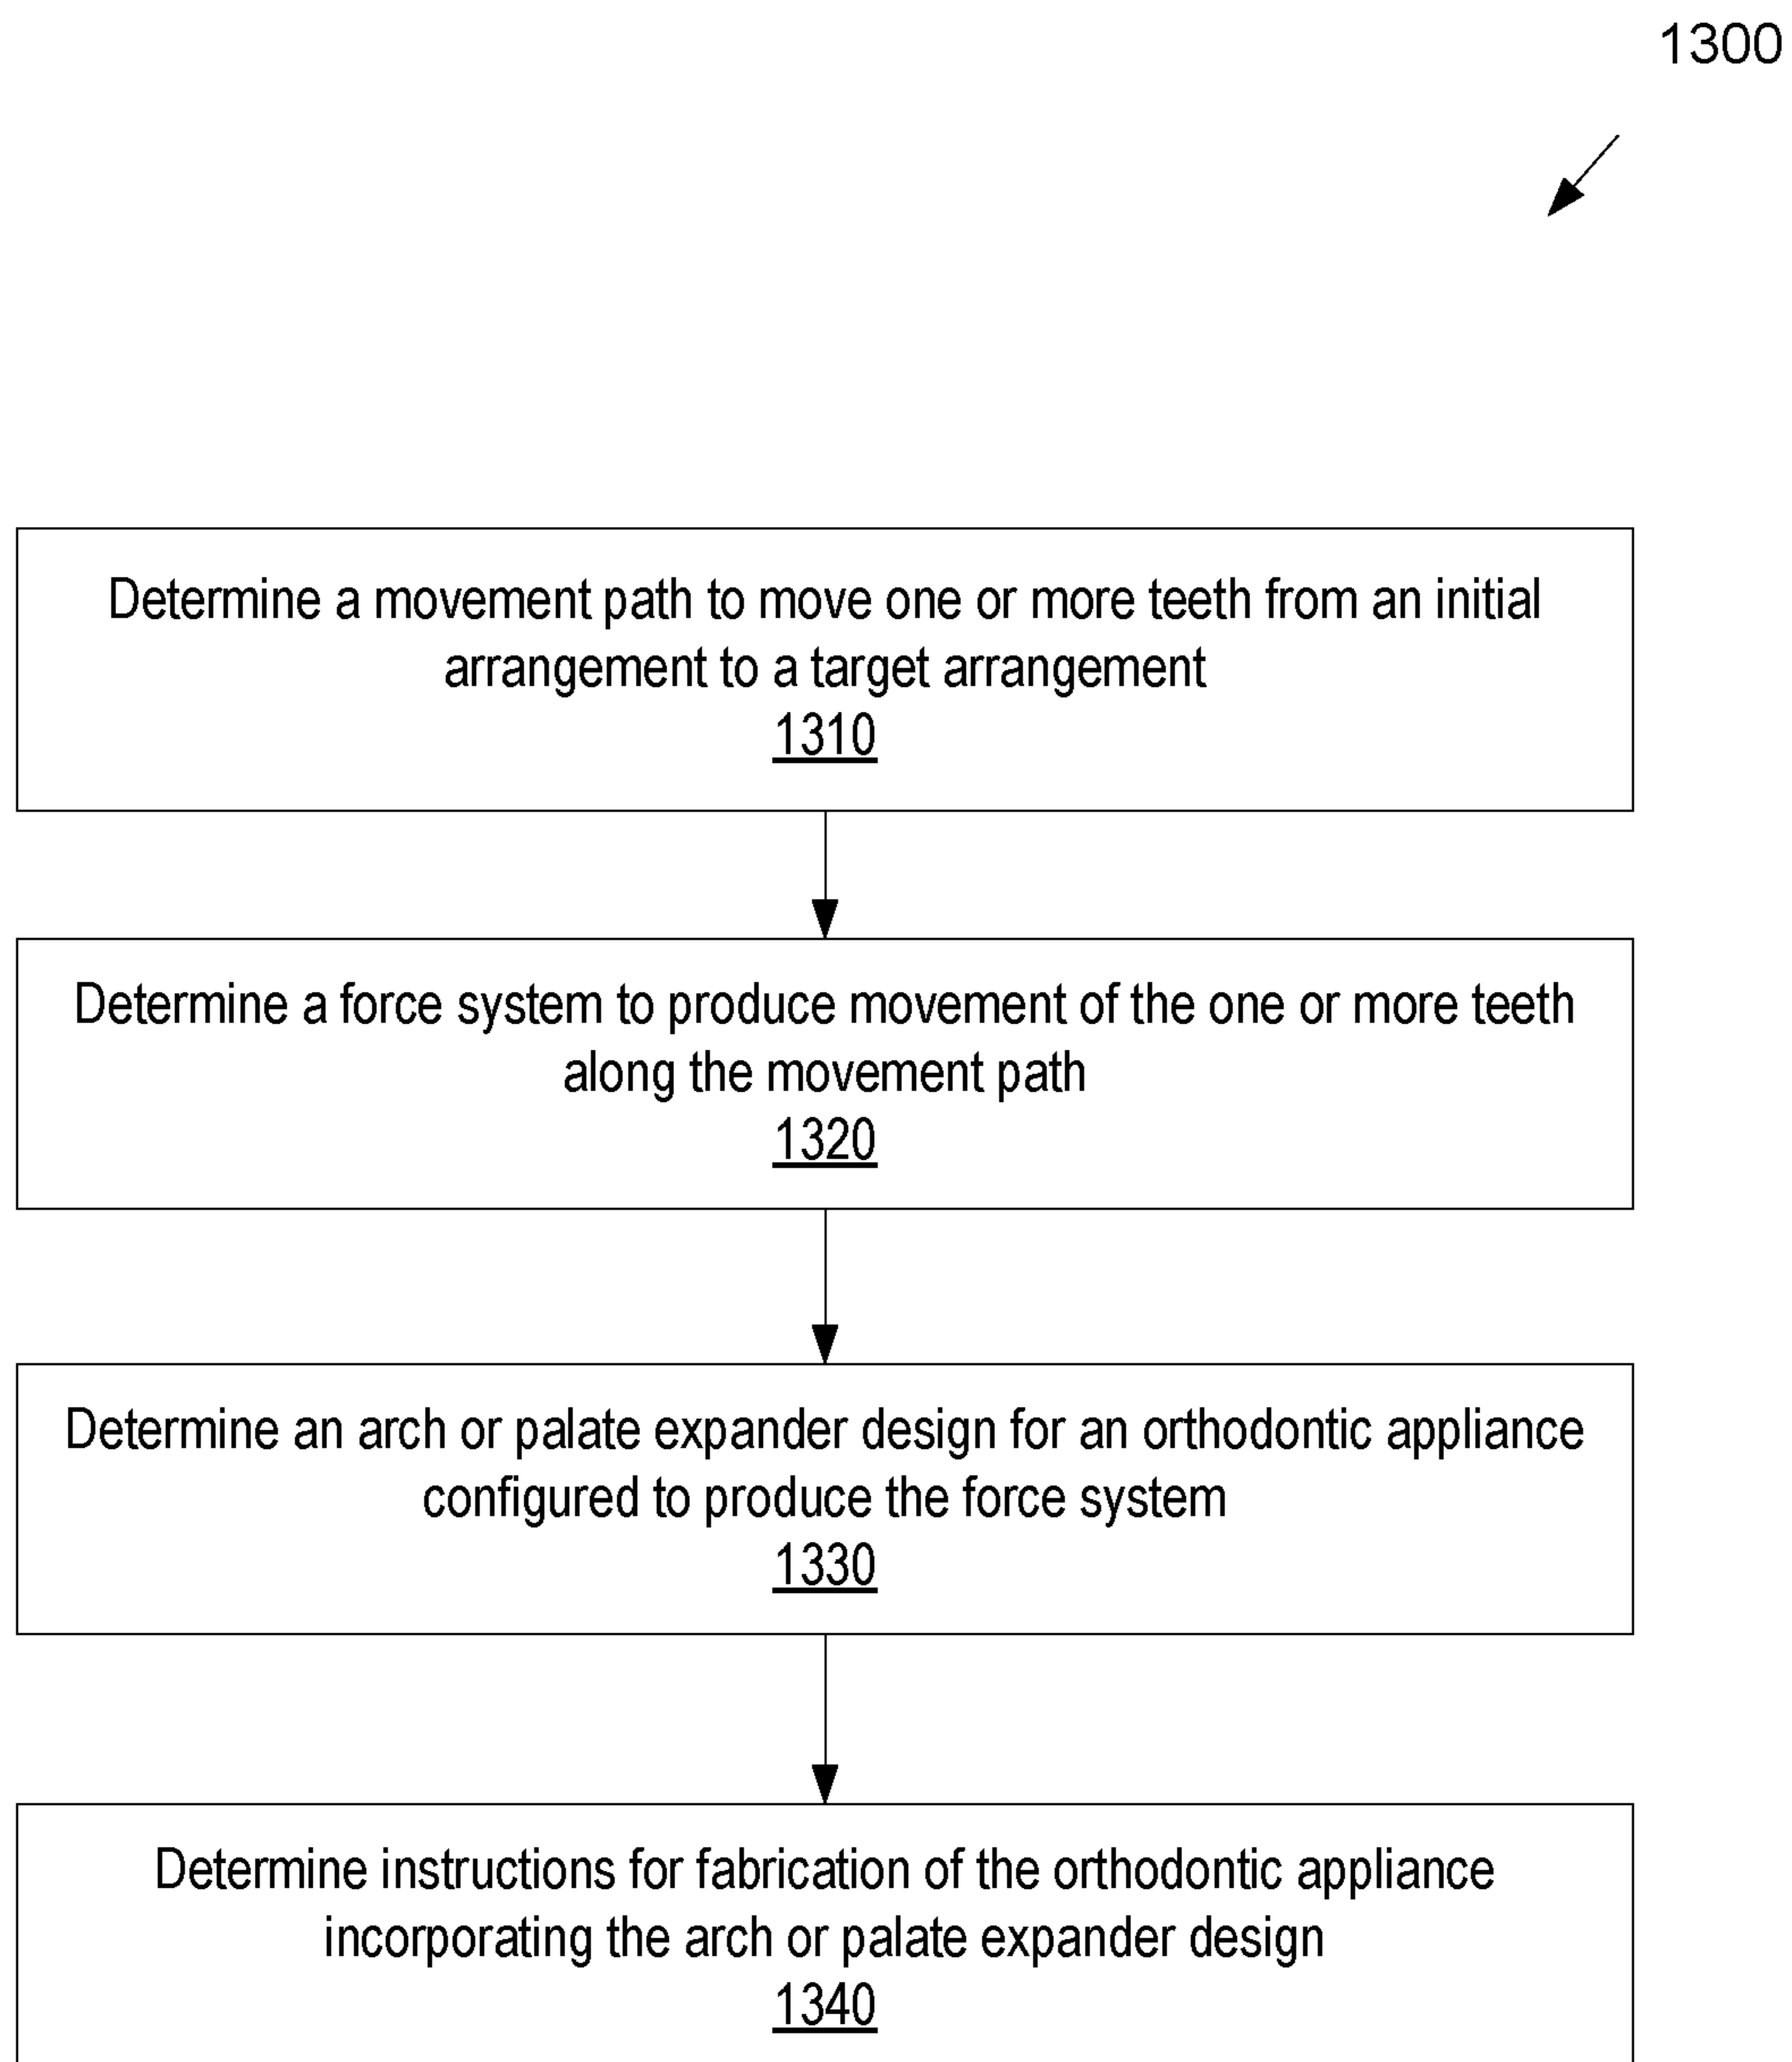 1300
Determine a movement path to move one or more teeth from an initial
arrangement to a target arrangement
1310
Determine a force system to produce movement of the one or more teeth
along the movement path
1320
Determine an arch or palate expander design for an orthodontic appliance
configured to produce the force system
1330
Determine instructions for fabrication of the orthodontic appliance
incorporating the arch or palate expander design
1340